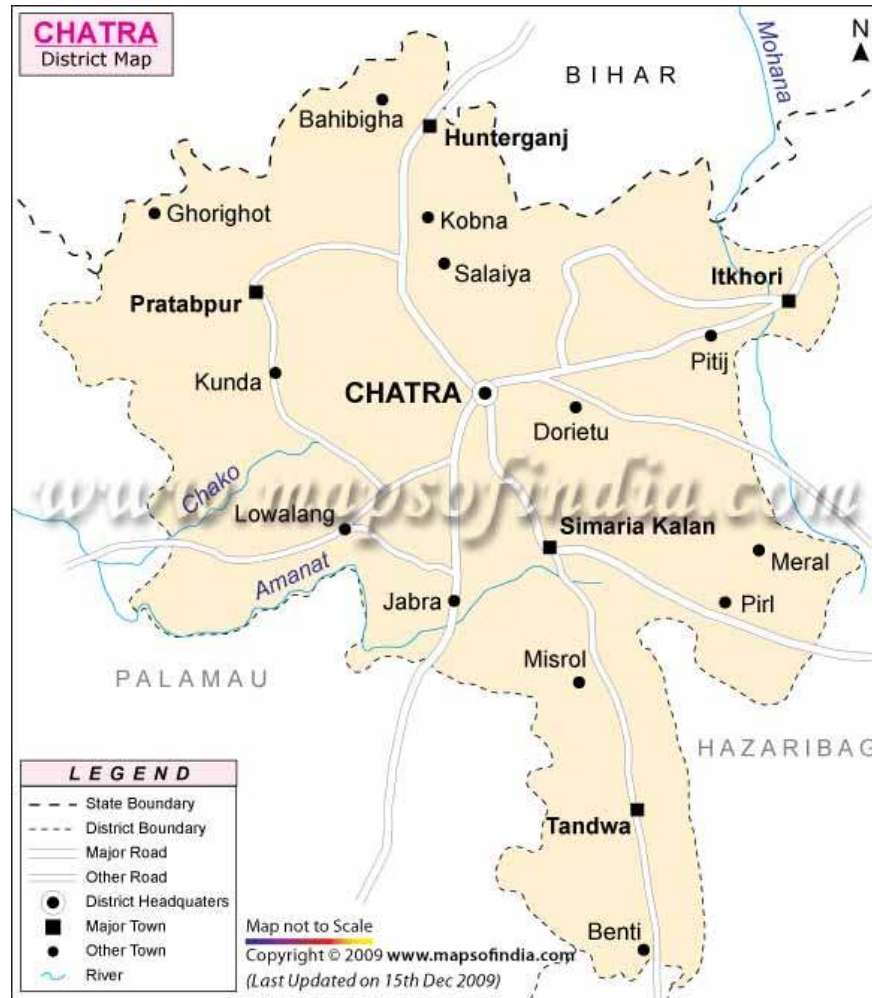 CHATRA
District Map
N
BIHAR
Mohana
Bahibigha
Hunterganj
Ghorighot
Kobna
Salaiya
Itkhori
Pratabpur
Pitij
Kunda
CHATRA
Dorietu
Chako
www.mapsofindia.com
Lowalang
Simaria Kalan
Amanat
Meral
Jabra
Pirl
Misrol
PALAMAU
HAZARIBAG
Tandwa
Benti
LEGEND
State Boundary
District Boundary
Major Road
Other Road
District Headquaters
Major Town
Other Town
River
Map not to Scale
Copyright © 2009 www.mapsofindia.com
(Last Updated on 15th Dec 2009)